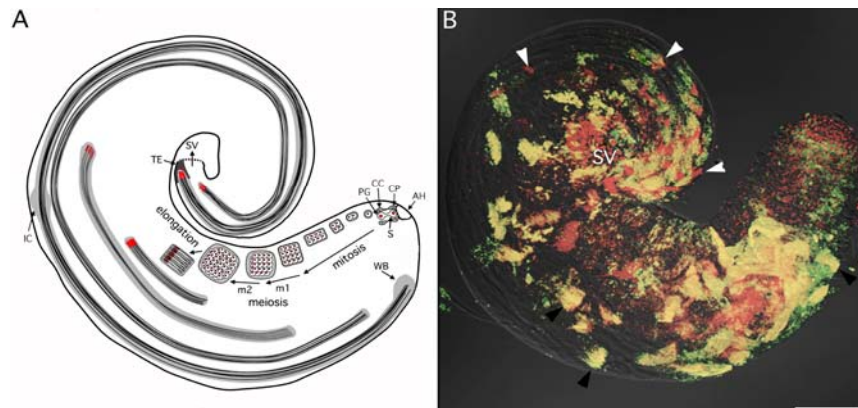 A
SV
TE
CC
CP
PG
AH
S
IC
elongation
mitosis
m2
m1
meiosis
WB
B
SV